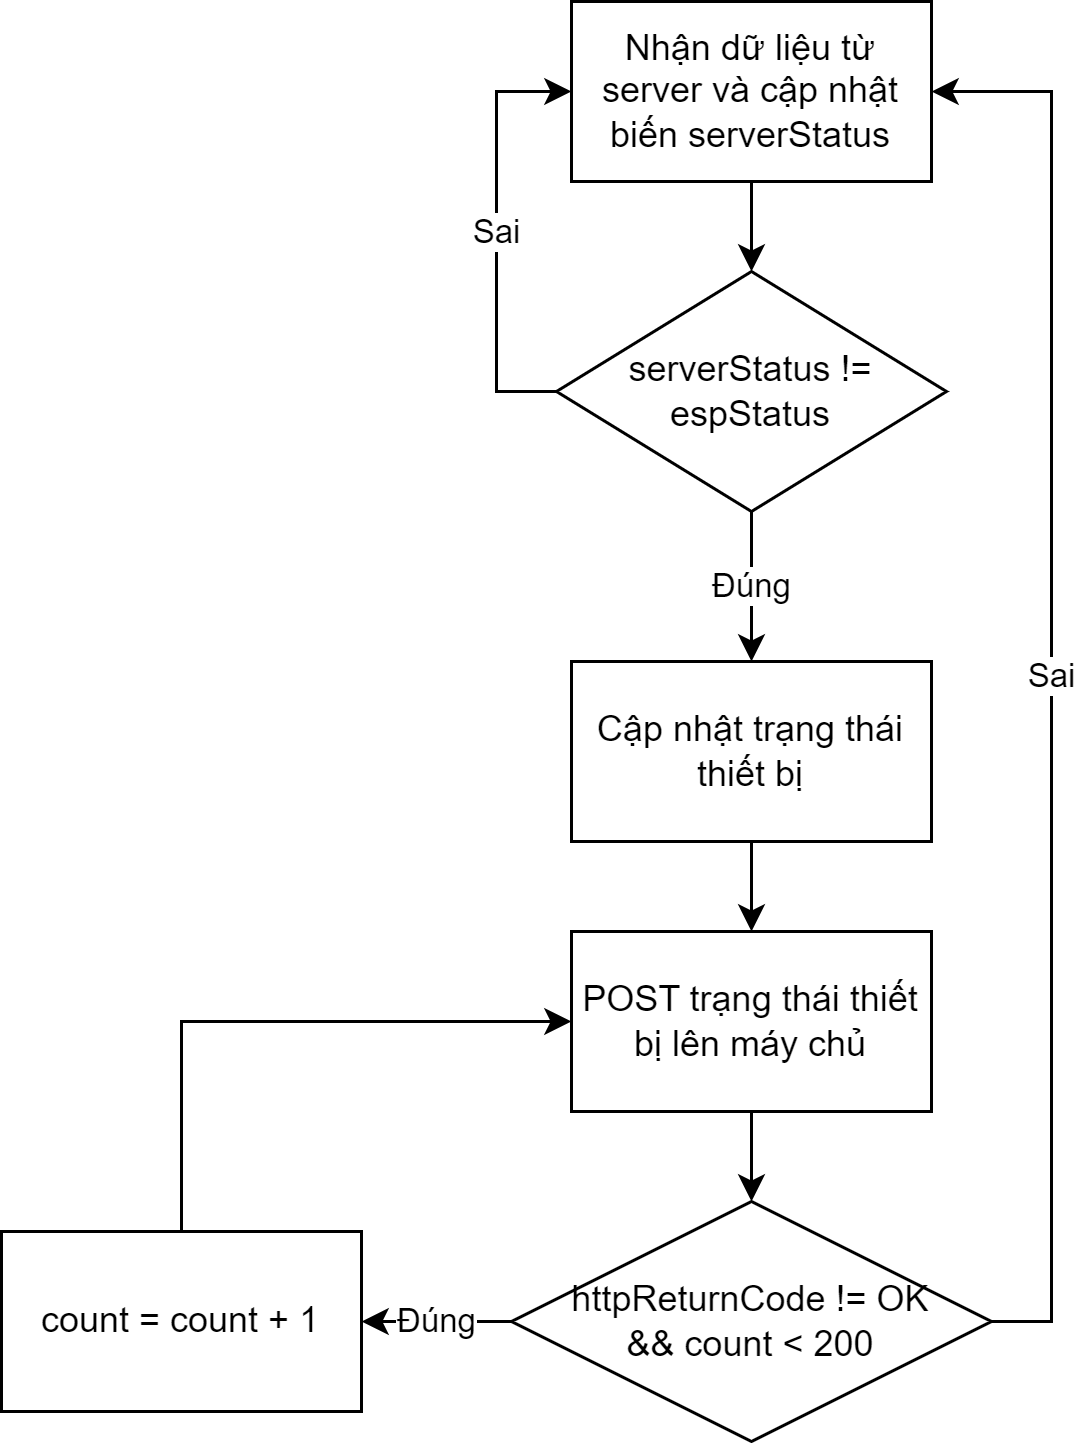 Nhận dữ liệu từ
server và cập nhật
biến serverStatus
Sai
serverStatus !=
espStatus
Đúng
Sai
Cập nhật trạng thái
thiết bị
POST trạng thái thiết
bị lên máy chủ
httpReturnCode != OK
&& count < 200
Đúng
count = count + 1